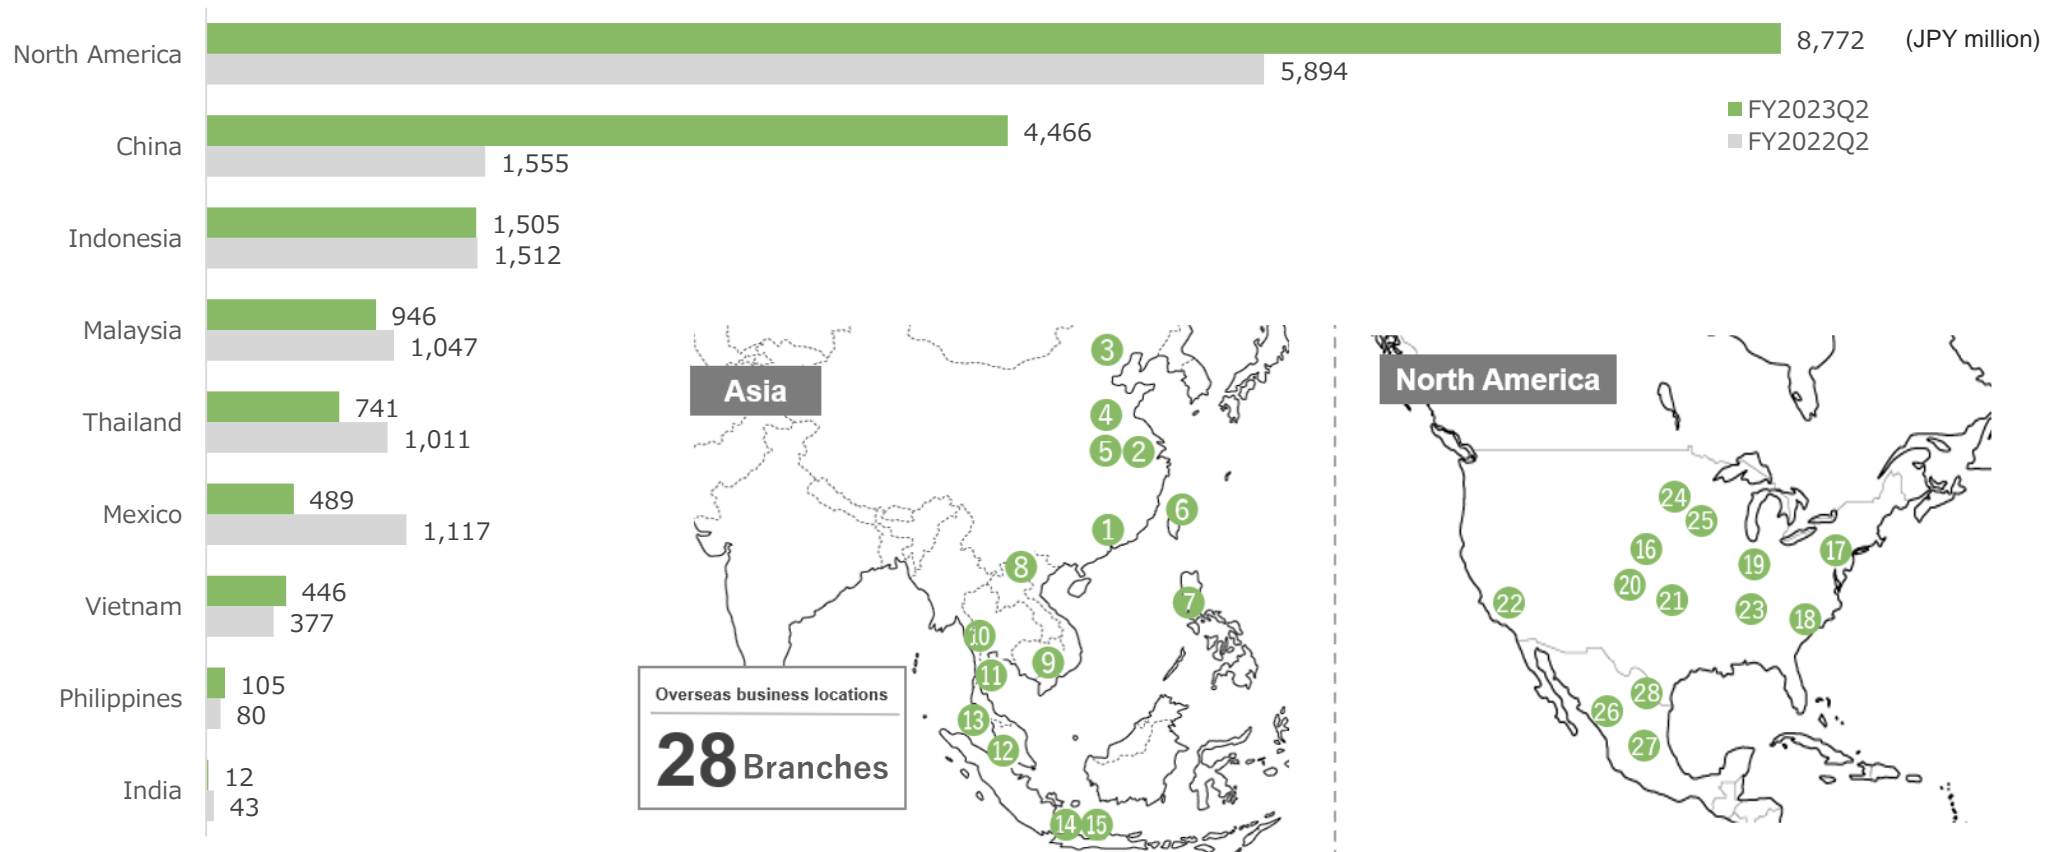 North America
8,772
(JPY million)
5,894
FY2023Q2
FY2022Q2
China
4,466
1,555
Indonesia
1,505
1,512
Malaysia
946
1,047
Thailand
741
1,011
Mexico
489
1,117
Vietnam
446
377
Philippines
105
80
India
12
43
Asia
3
4
5 2
6
1
8
7
10
9
11
13
12
14 15
Overseas business locations
28 Branches
North America
24
25
16
17
19
20
21
22
23
18
28
26
27